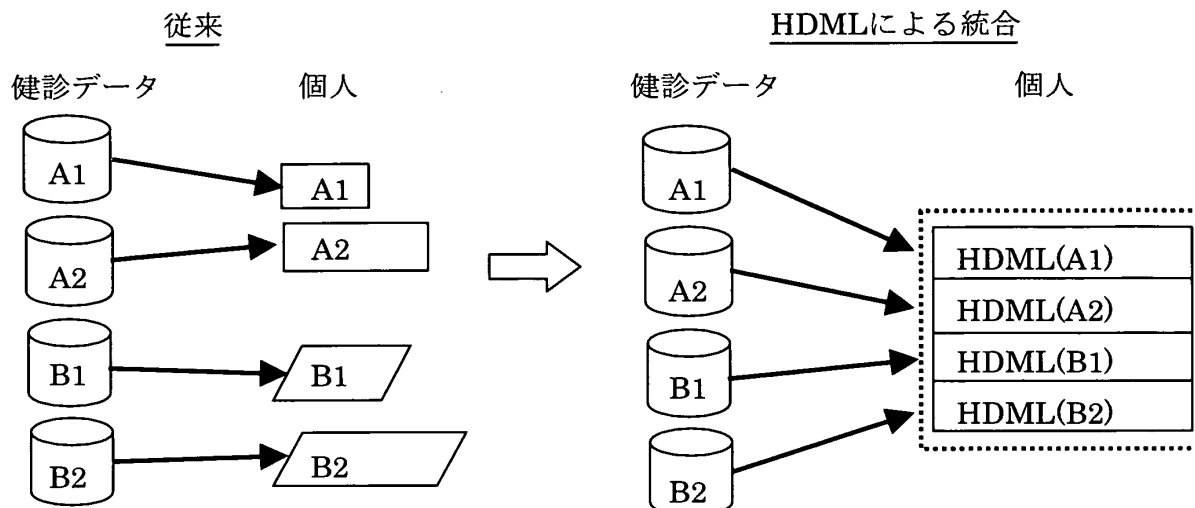 従来
健診データ 個人
A1
A1
A2
A2
B1
B1
B2
B2
HDMLによる統合
健診データ 個人
A1
A2
B1
B2
HDML(A1)
HDML(A2)
HDML(B1)
HDML(B2)